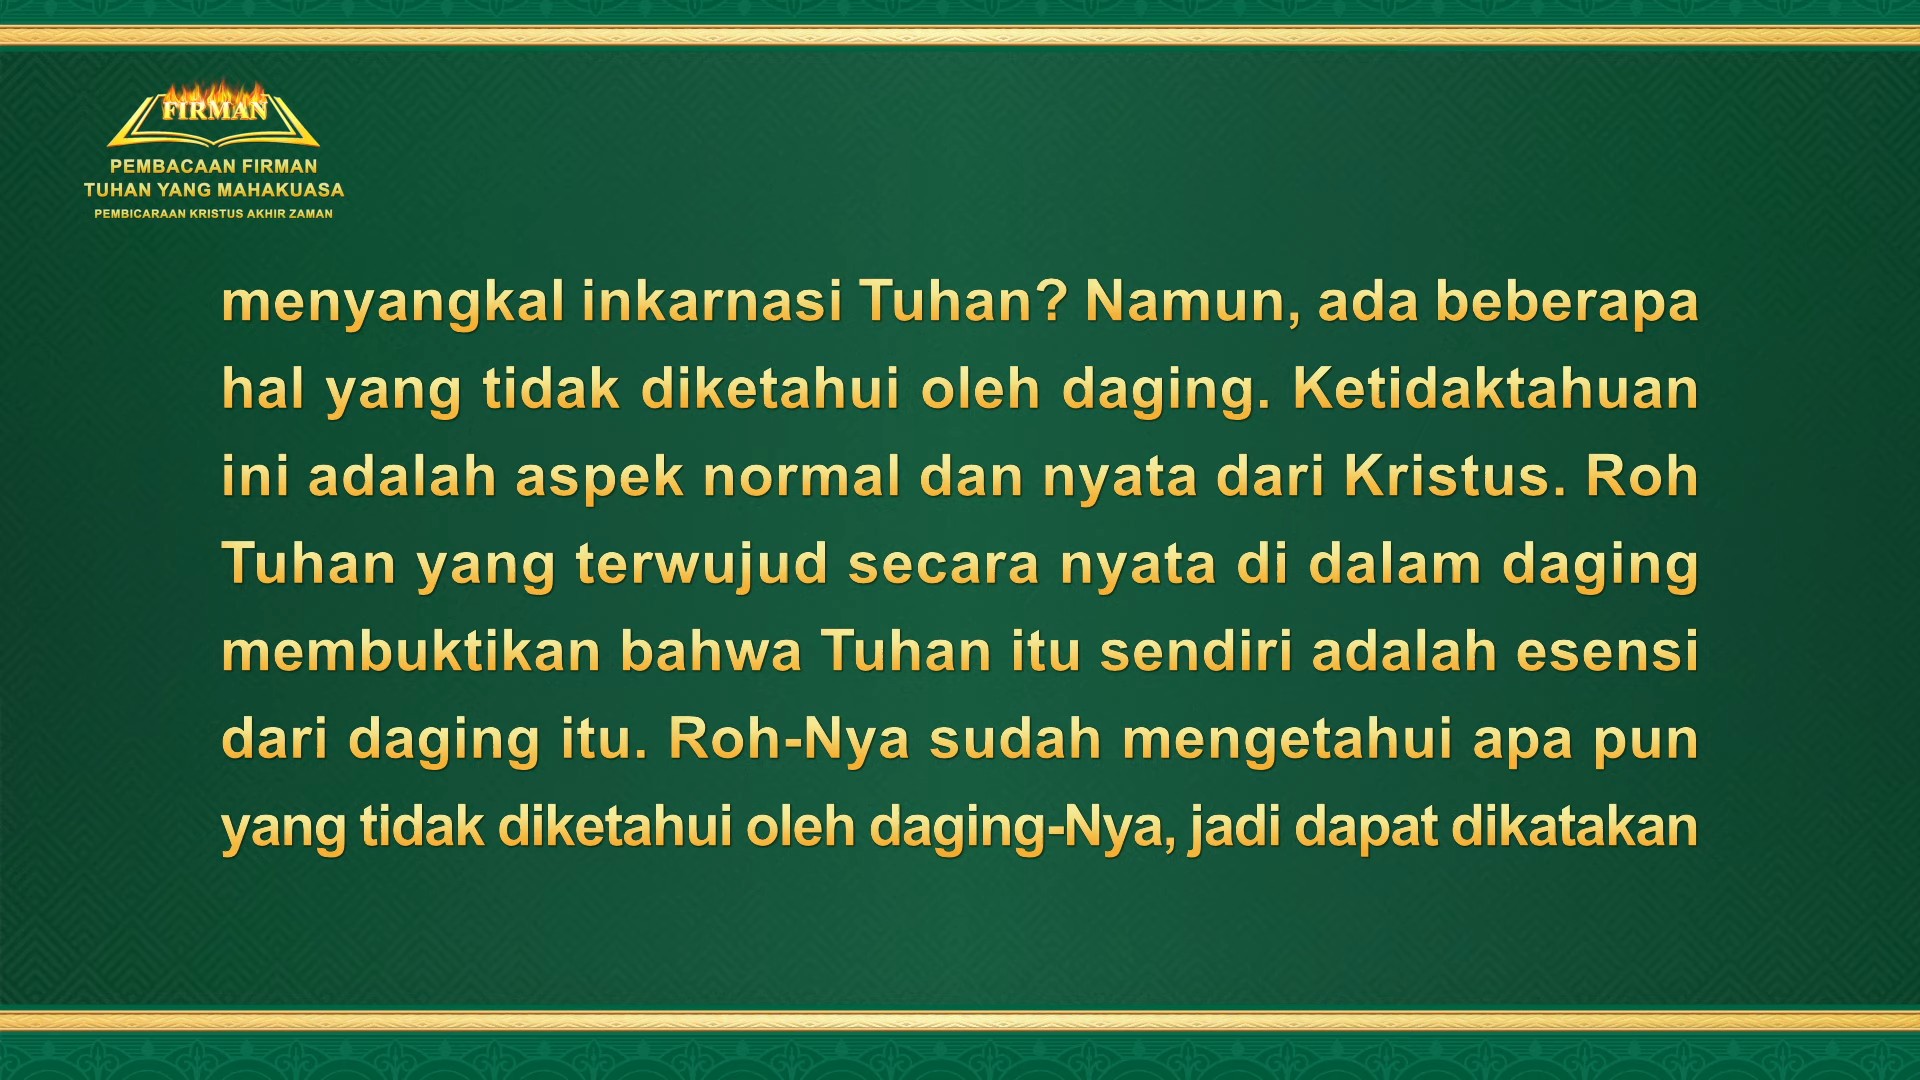 FIRMAN
PEMBACAAN FIRMAN
TUHAN YANG MAHAKUASA
PEMBICARAAN KRISTUS AKHIR ZAMAN
menyangkal inkarnasi Tuhan? Namun, ada beberapa
hal yang tidak diketahui oleh daging. Ketidaktahuan
ini adalah aspek normal dan nyata dari Kristus. Roh
Tuhan yang terwujud secara nyata di dalam daging
membuktikan bahwa Tuhan itu sendiri adalah esensi
dari daging itu. Roh-Nya sudah mengetahui apa pun
yang tidak diketahui oleh daging-Nya, jadi dapat dikatakan